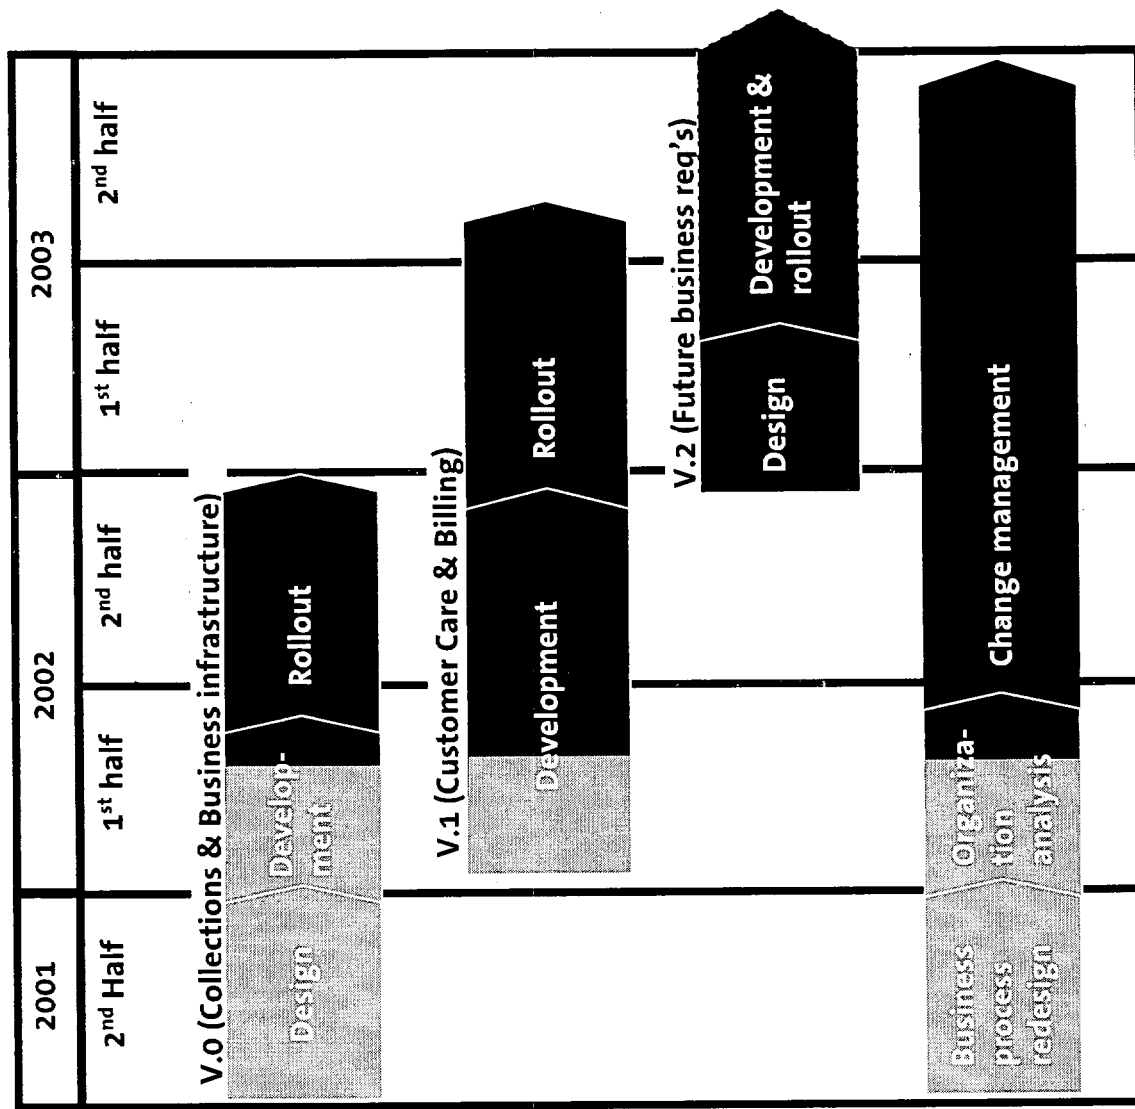 2001
2002
2003
2nd Half
1st half
2nd half
1st half
2nd half
V.0 (Collections & Business infrastructure)
Design
Develop-
ment
Rollout
V.1 (Customer Care & Billing)
Development
Rollout
V.2 (Future business req's)
Design
Development &
rollout
Business
process
redesign
Organiza-
tion
analysis
Change management